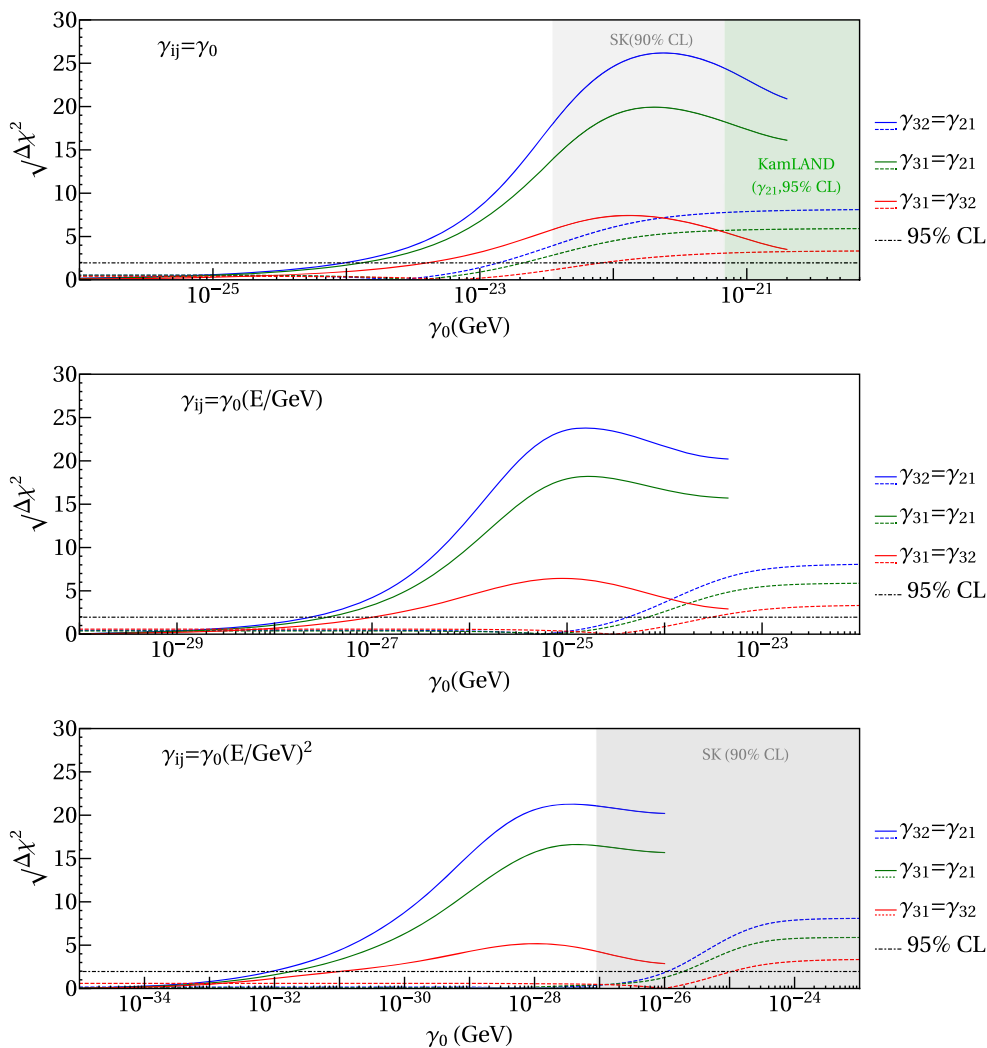 30
25
20
15
10
5
0
√Δχ²
γij=γ0
SK(90% CL)
KamLAND
(γ21,95% CL)
10−25
10−23
10−21
γ0(GeV)
γ32=γ21
γ31=γ21
γ31=γ32
95% CL
30
25
20
15
10
5
0
√Δχ²
γij=γ0(E/GeV)
10−29
10−27
10−25
10−23
γ0(GeV)
γ32=γ21
γ31=γ21
γ31=γ32
95% CL
30
25
20
15
10
5
0
√Δχ²
γij=γ0(E/GeV)²
SK (90% CL)
10−34
10−32
10−30
10−28
10−26
10−24
γ0 (GeV)
γ32=γ21
γ31=γ21
γ31=γ32
95% CL